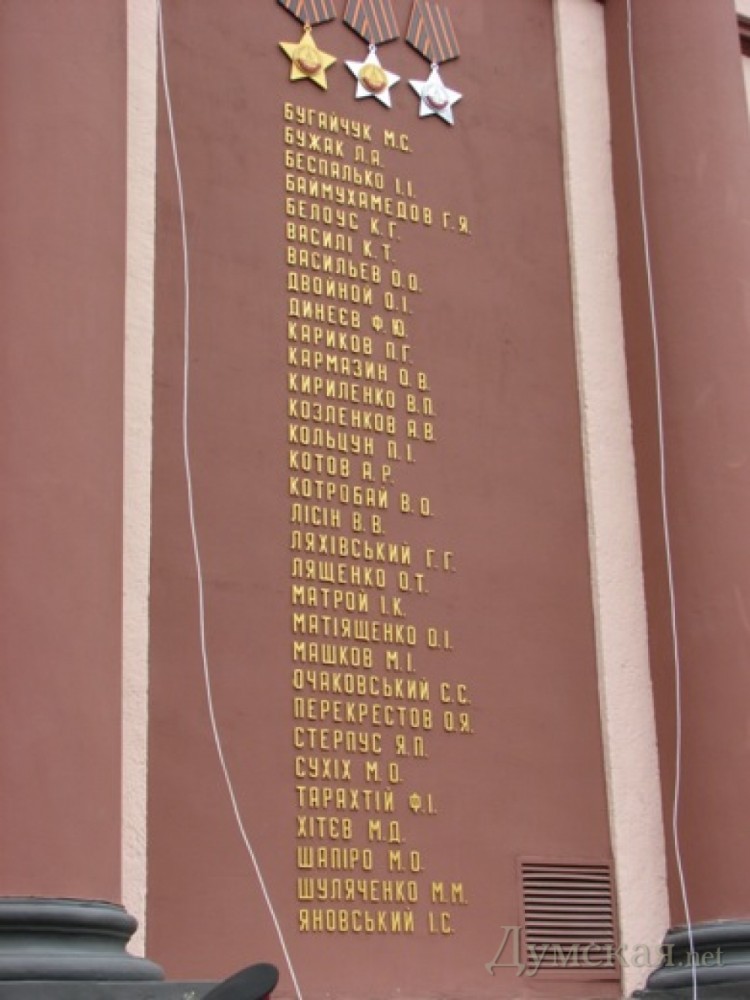 БУГАЙЧУК М.С.
БУЖАК Л.А.
БЕСПАЛЬКО І.І.
БАЙМУХАМЕДОВ Г.Я.
БЕЛОУС К.Г.
ВАСИЛІ К.Т.
ВАСИЛЬЕВ О.О.
ДВОЙНОЙ О.І.
ДИНЕЄВ Ф.Ю.
КАРИКОВ П.Г.
КАРМАЗИН О.В.
КИРИЛЕНКО В.П.
КОЗЛЕНКОВ Я.В.
КОЛЬЦУН П.І.
КОТОВ А.Р.
КОТРОБАЙ В.О.
ЛІСІН В.В.
ЛЯХІВСЬКИЙ Г.Г.
ЛЯЩЕНКО О.Т.
МАТРОЙ І.К.
МАТІЯЩЕНКО О.І.
МАШКОВ М.І.
ОЧАКОВСЬКИЙ Є.С.
ПЕРЕКРЕСТОВ О.Я.
СТЕРПУС Я.П.
СУХІХ М.О.
ТАРАХТІЙ Ф.І.
ХІТЄВ М.Д.
ШАПІРО М.О.
ШУЛЯЧЕНКО М.М.
ЯНОВСЬКИЙ І.С.
Думская.net